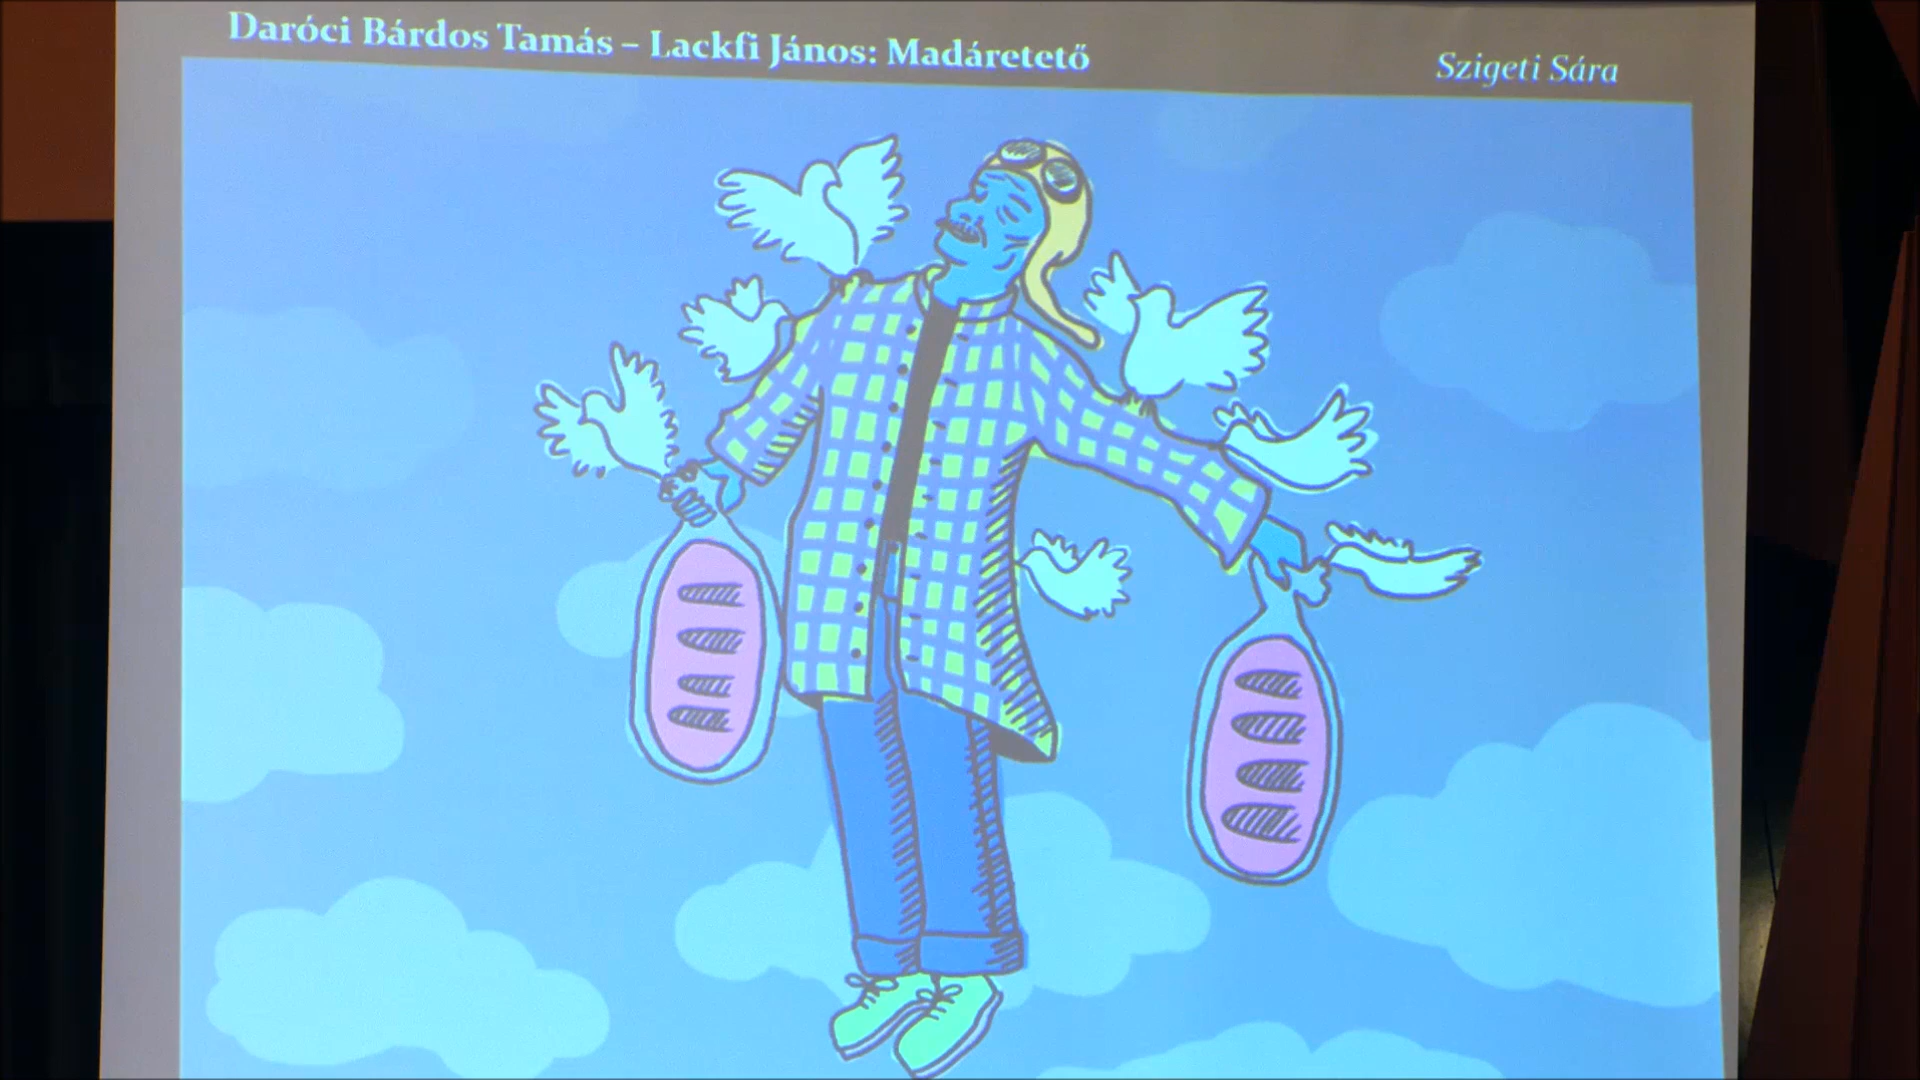 Daróci Bárdos Tamás – Lackfi János: Madáretető
Szigeti Sára